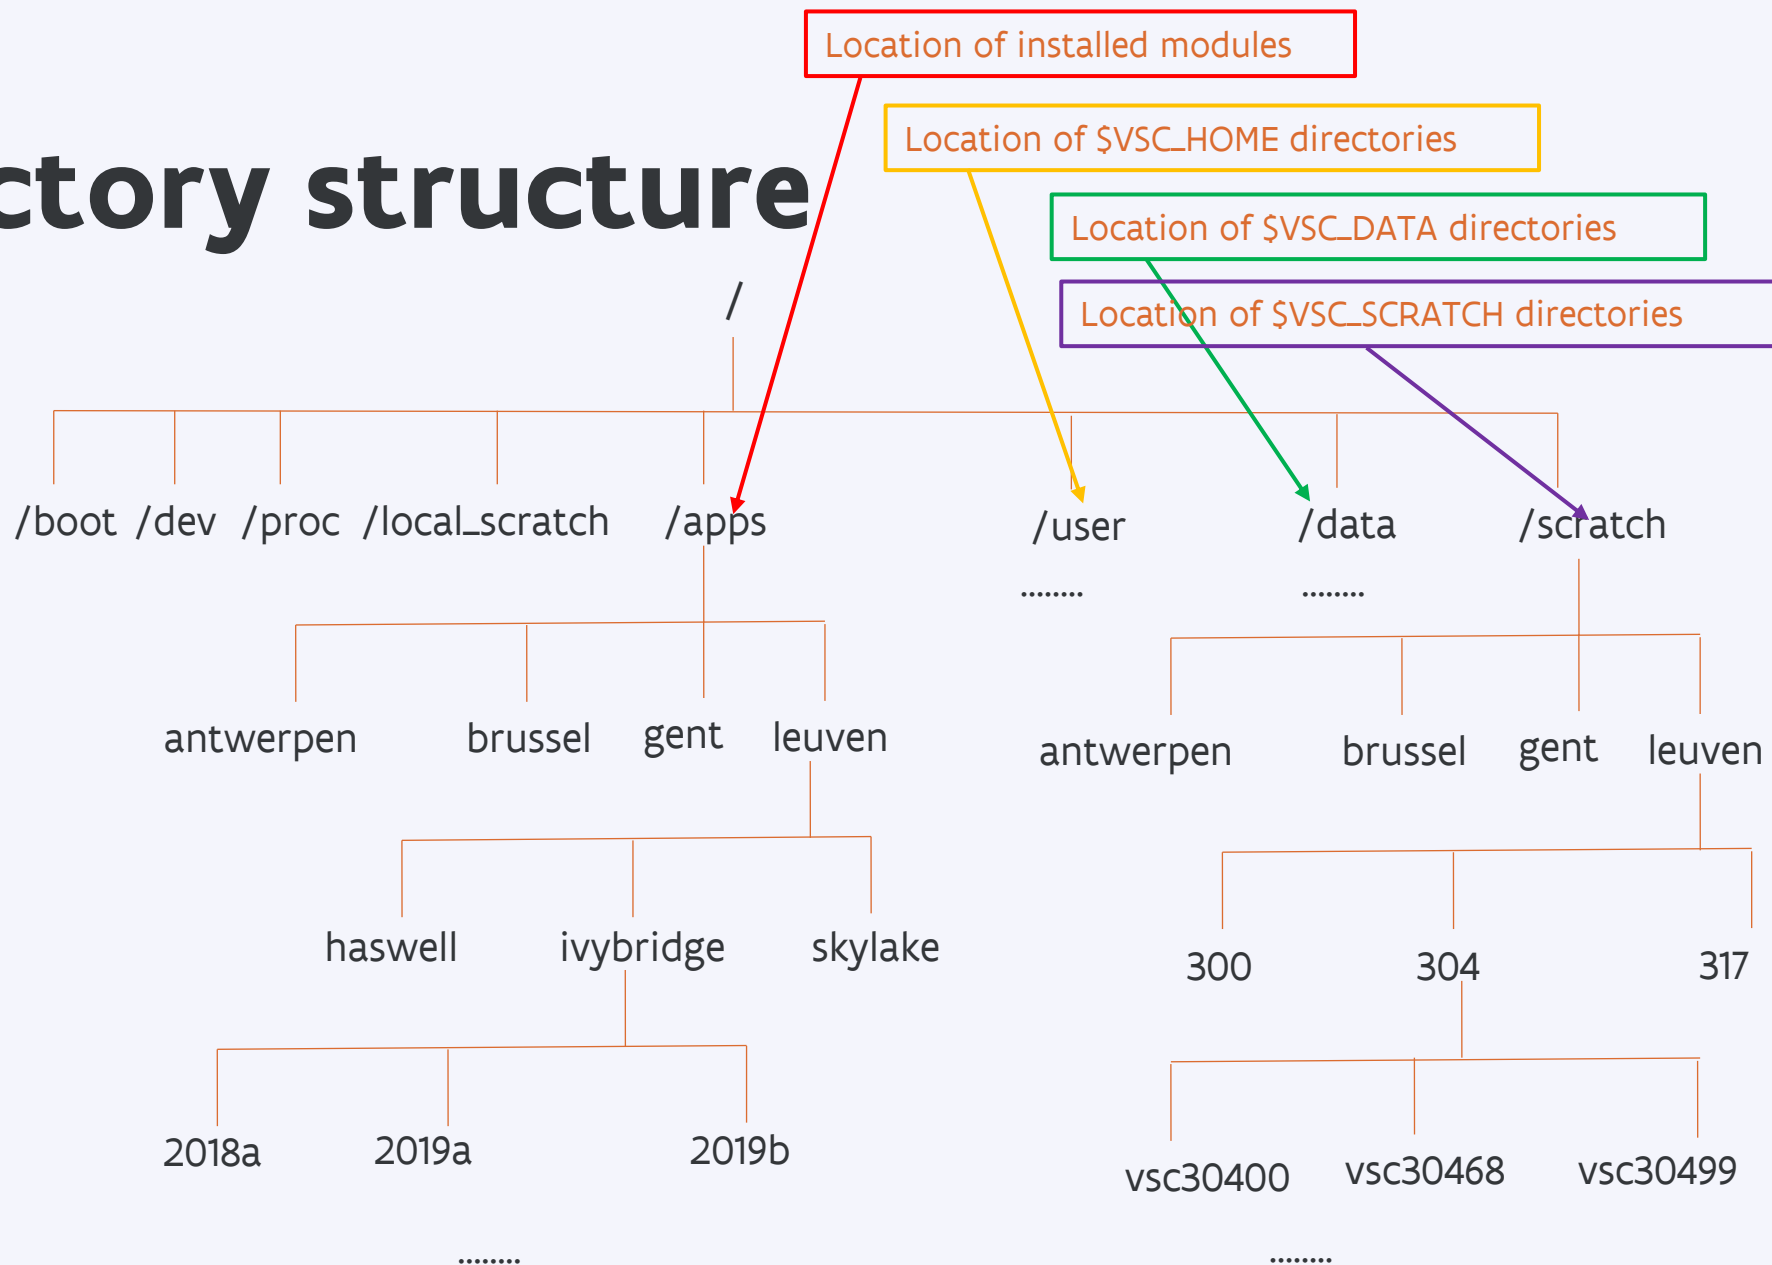 Location of installed modules
Location of $VSC_HOME directories
ctory structure
Location of $VSC_DATA directories
/
Location of $VSC_SCRATCH directories
/boot /dev /proc /local_scratch /apps /user /data /scratch
........ ........
antwerpen brussel gent leuven antwerpen brussel gent leuven
haswell ivybridge skylake 300 304 317
2018a 2019a 2019b vsc30400 vsc30468 vsc30499
........ ........